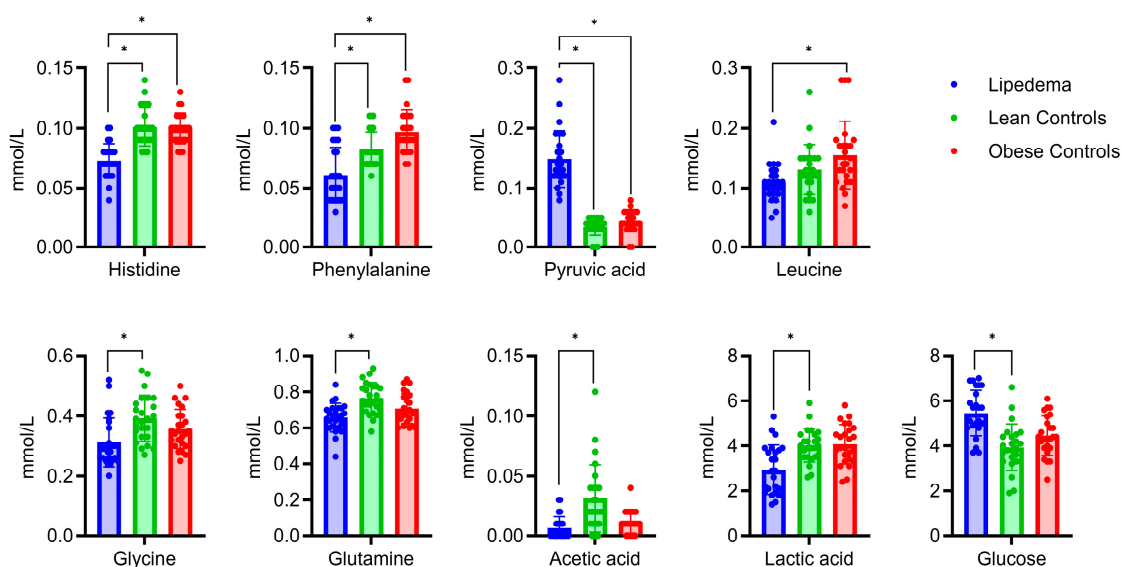 * * * * * * *
0.15 0.15 0.3 0.3
Lipedema
0.10 0.10 0.2 0.2
Lean Controls
mmol/L mmol/L mmol/L mmol/L
Obese Controls
0.05 0.05 0.1 0.1
0.00 0.00 0.0 0.0
Histidine Phenylalanine Pyruvic acid Leucine
* * * * *
0.6 1.0 0.15 8 8
0.8
0.4 0.10 6 6
0.6
mmol/L mmol/L mmol/L mmol/L mmol/L
4 4
0.4
0.2 0.05 2 2
0.2
0.0 0.0 0.00 0 0
Glycine Glutamine Acetic acid Lactic acid Glucose